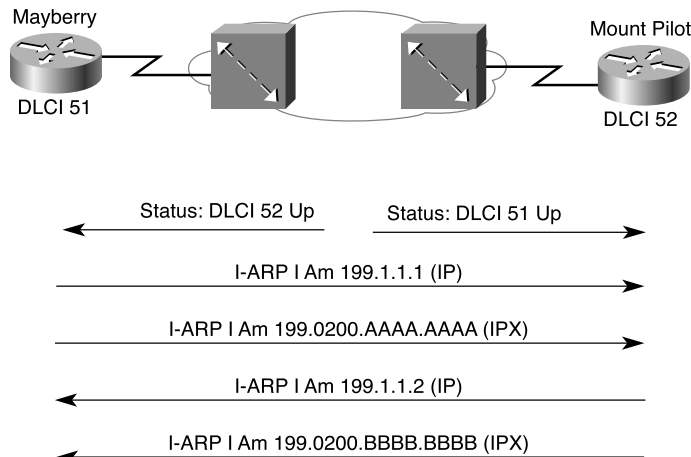 Mayberry
Mount Pilot
DLCI 51
DLCI 52
Status: DLCI 52 Up
Status: DLCI 51 Up
I-ARP I Am 199.1.1.1 (IP)
I-ARP I Am 199.0200.AAAA.AAAA (IPX)
I-ARP I Am 199.1.1.2 (IP)
I-ARP I Am 199.0200.BBBB.BBBB (IPX)